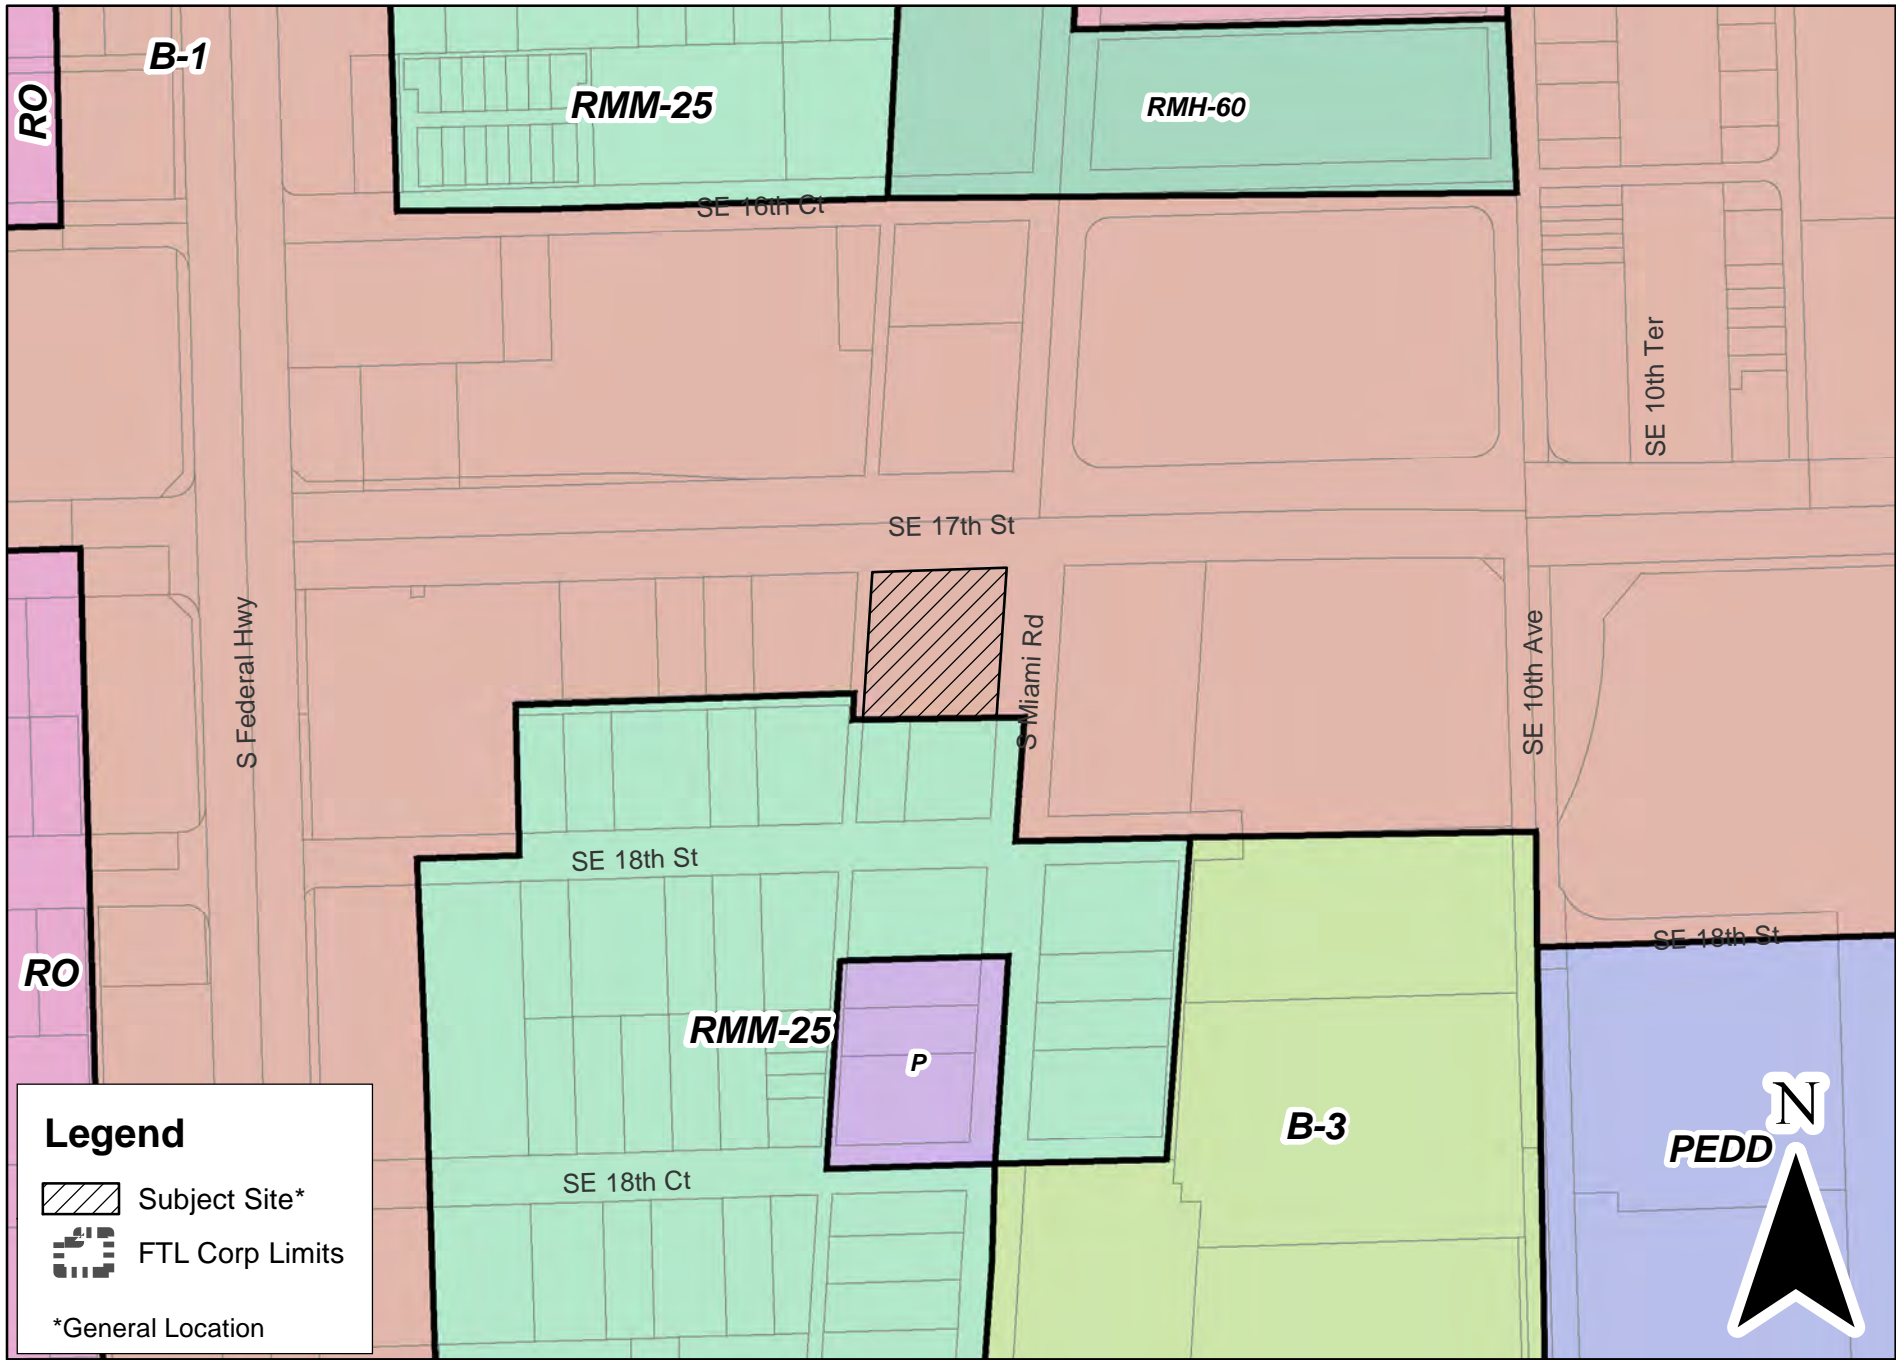 B-1
RO
RMM-25
RMH-60
SE 16th Ct
SE 10th Ter
SE 17th St
S Federal Hwy
S Miami Rd
SE 10th Ave
SE 18th St
SE 18th St
RO
RMM-25
P
B-3
N
PEDD
SE 18th Ct
Legend
Subject Site*
FTL Corp Limits
*General Location